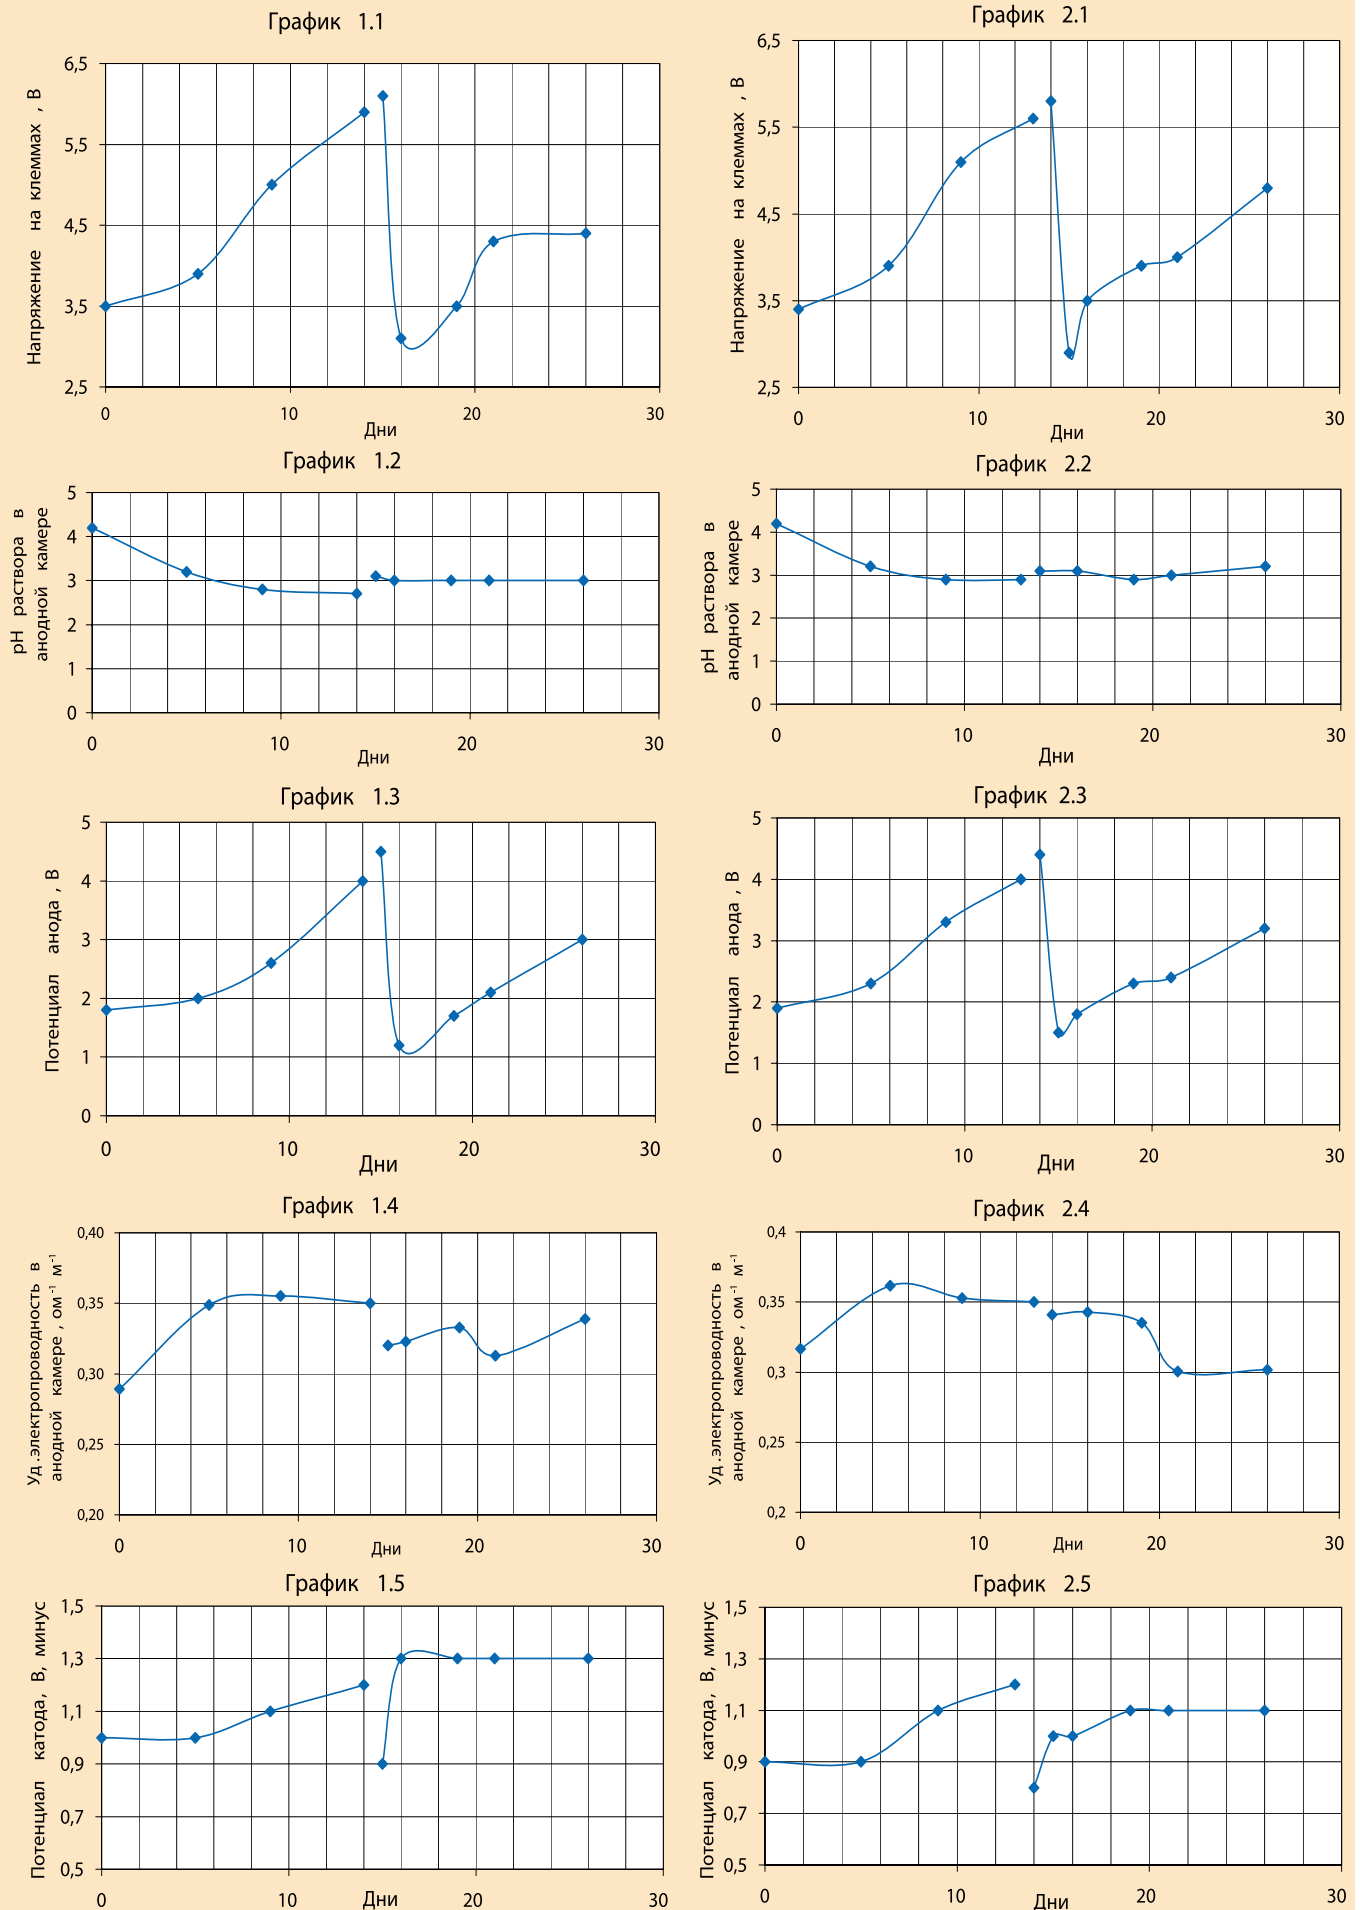 График 1.1
Напряжение на клеммах , В
6,5
5,5
4,5
3,5
2,5
0 10 20 30
Дни
График 2.1
Напряжение на клеммах , В
6,5
5,5
4,5
3,5
2,5
0 10 20 30
Дни
График 1.2
рН раствора в
анодной камере
5
4
3
2
1
0
0 10 20 30
Дни
График 2.2
рН раствора в
анодной камере
5
4
3
2
1
0
0 10 20 30
Дни
График 1.3
Потенциал анода , В
5
4
3
2
1
0
0 10 20 30
Дни
График 2.3
Потенциал анода , В
5
4
3
2
1
0
0 10 20 30
Дни
График 1.4
Уд.электропроводность в
анодной камере , ом⁻¹ м⁻¹
0,40
0,35
0,30
0,25
0,20
0 10 20 30
Дни
График 2.4
Уд.электропроводность в
анодной камере , ом⁻¹ м⁻¹
0,4
0,35
0,3
0,25
0,2
0 10 20 30
Дни
График 1.5
Потенциал катода, В, минус
1,5
1,3
1,1
0,9
0,7
0,5
0 10 20 30
Дни
График 2.5
Потенциал катода, В, минус
1,5
1,3
1,1
0,9
0,7
0,5
0 10 20 30
Дни